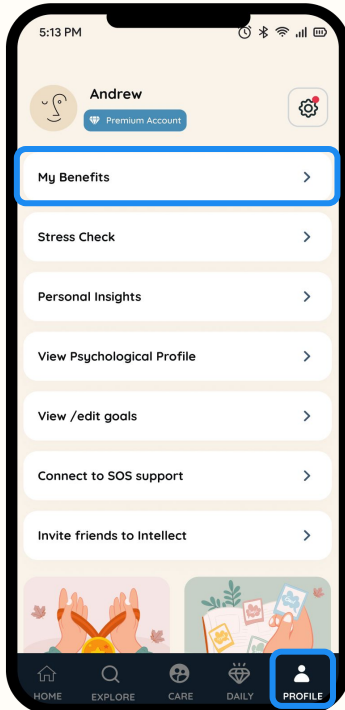 5:13 PM
Andrew
Premium Account
My Benefits
Stress Check
Personal Insights
View Psychological Profile
View /edit goals
Connect to SOS support
Invite friends to Intellect
HOME EXPLORE CARE DAILY PROFILE